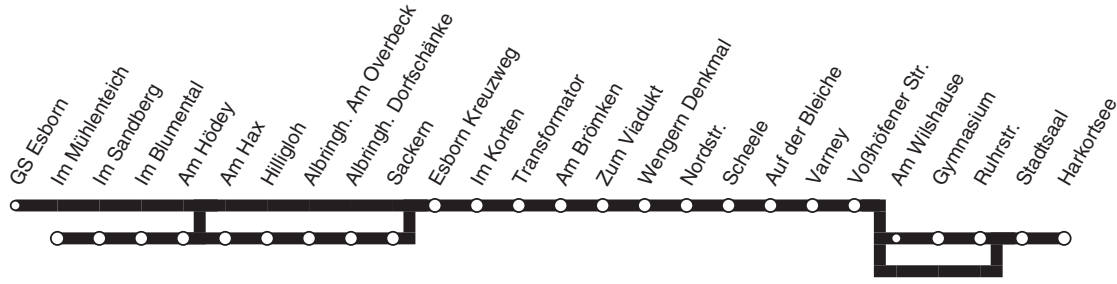 GS Esborn
Im Mühlenteich
Im Sandberg
Im Blumental
Am Hödey
Am Hax
Hilligloh
Albringh. Am Overbeck
Albringh. Dorfschänke
Sackern
Esborn Kreuzweg
Im Korten
Transformator
Am Brömken
Zum Viadukt
Wengern Denkmal
Nordstr.
Scheele
Auf der Bleiche
Varney
Voßhöfener Str.
Am Wilshause
Gymnasium
Ruhrstr.
Stadtsaal
Harkortsee